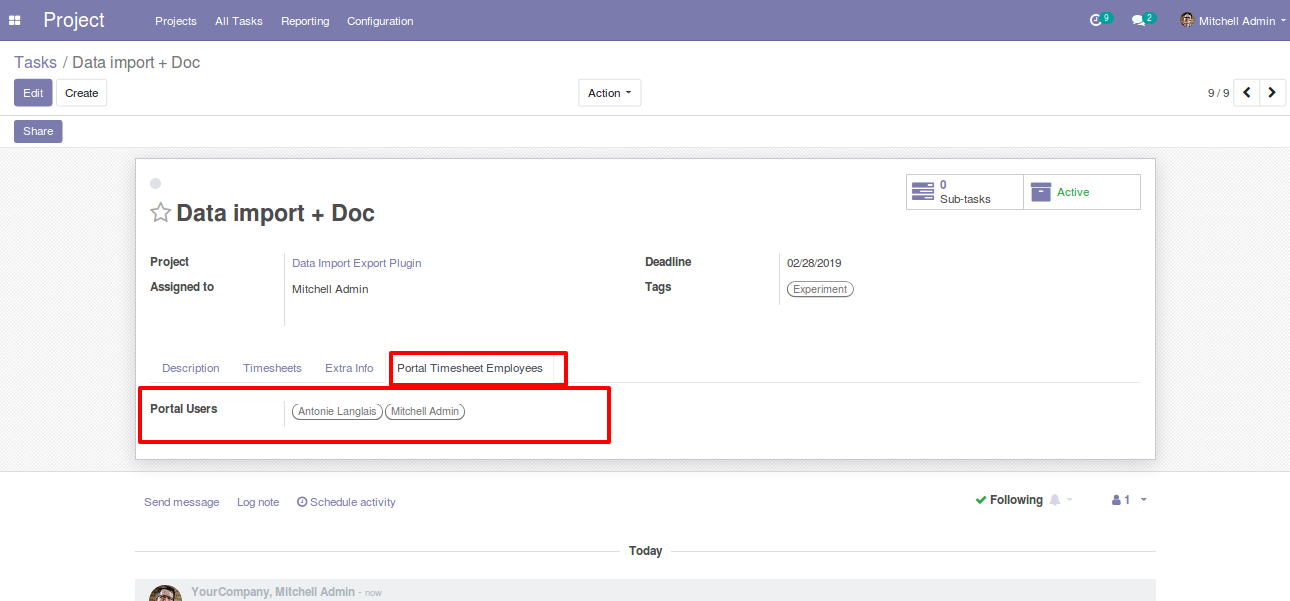 Project Projects All Tasks Reporting Configuration 9 2 Mitchell Admin
Tasks / Data import + Doc
Edit Create Action 9 / 9
Share
0
Sub-tasks
Active
Data import + Doc
Project Data Import Export Plugin Deadline 02/28/2019
Assigned to Mitchell Admin Tags Experiment
Description Timesheets Extra Info Portal Timesheet Employees
Portal Users Antonie Langlais Mitchell Admin
Send message Log note Schedule activity Following 1
Today
YourCompany, Mitchell Admin - now